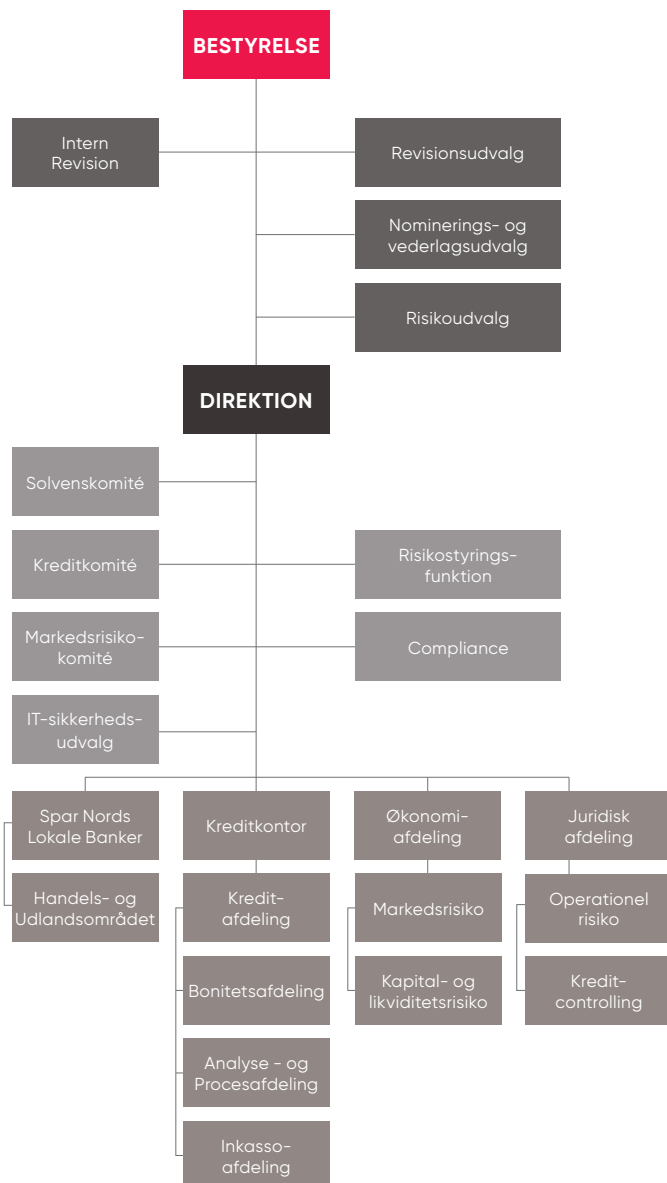 BESTYRELSE
Intern
Revision
Revisionsudvalg
Nominerings- og
vederlagsudvalg
Risikoudvalg
DIREKTION
Solvenskomité
Kreditkomité
Risikostyrings-
funktion
Markedsrisiko-
komité
Compliance
IT-sikkerheds-
udvalg
Spar Nords
Lokale Banker
Kreditkontor
Økonomi-
afdeling
Juridisk
afdeling
Handels- og
Udlandsområdet
Kredit-
afdeling
Markedsrisiko
Operationel
risiko
Bonitetsafdeling
Kapital- og
likviditetsrisiko
Kredit-
controlling
Analyse - og
Procesafdeling
Inkasso-
afdeling